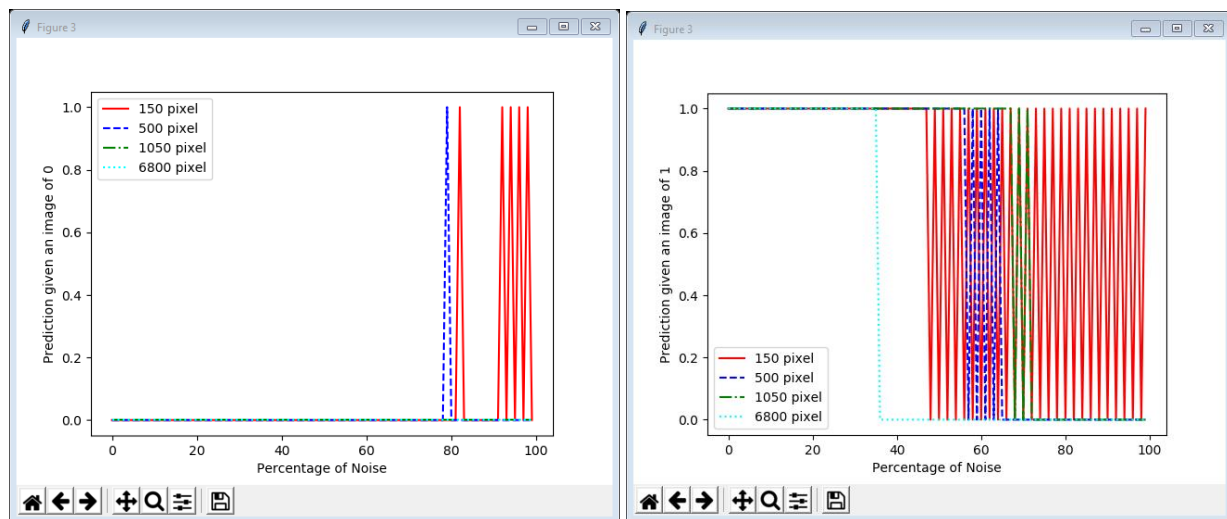 Figure 3
1.0
0.8
0.6
0.4
0.2
0.0
Prediction given an image of 0
150 pixel
500 pixel
1050 pixel
6800 pixel
0 20 40 60 80 100
Percentage of Noise
Figure 3
1.0
0.8
0.6
0.4
0.2
0.0
Prediction given an image of 1
150 pixel
500 pixel
1050 pixel
6800 pixel
0 20 40 60 80 100
Percentage of Noise